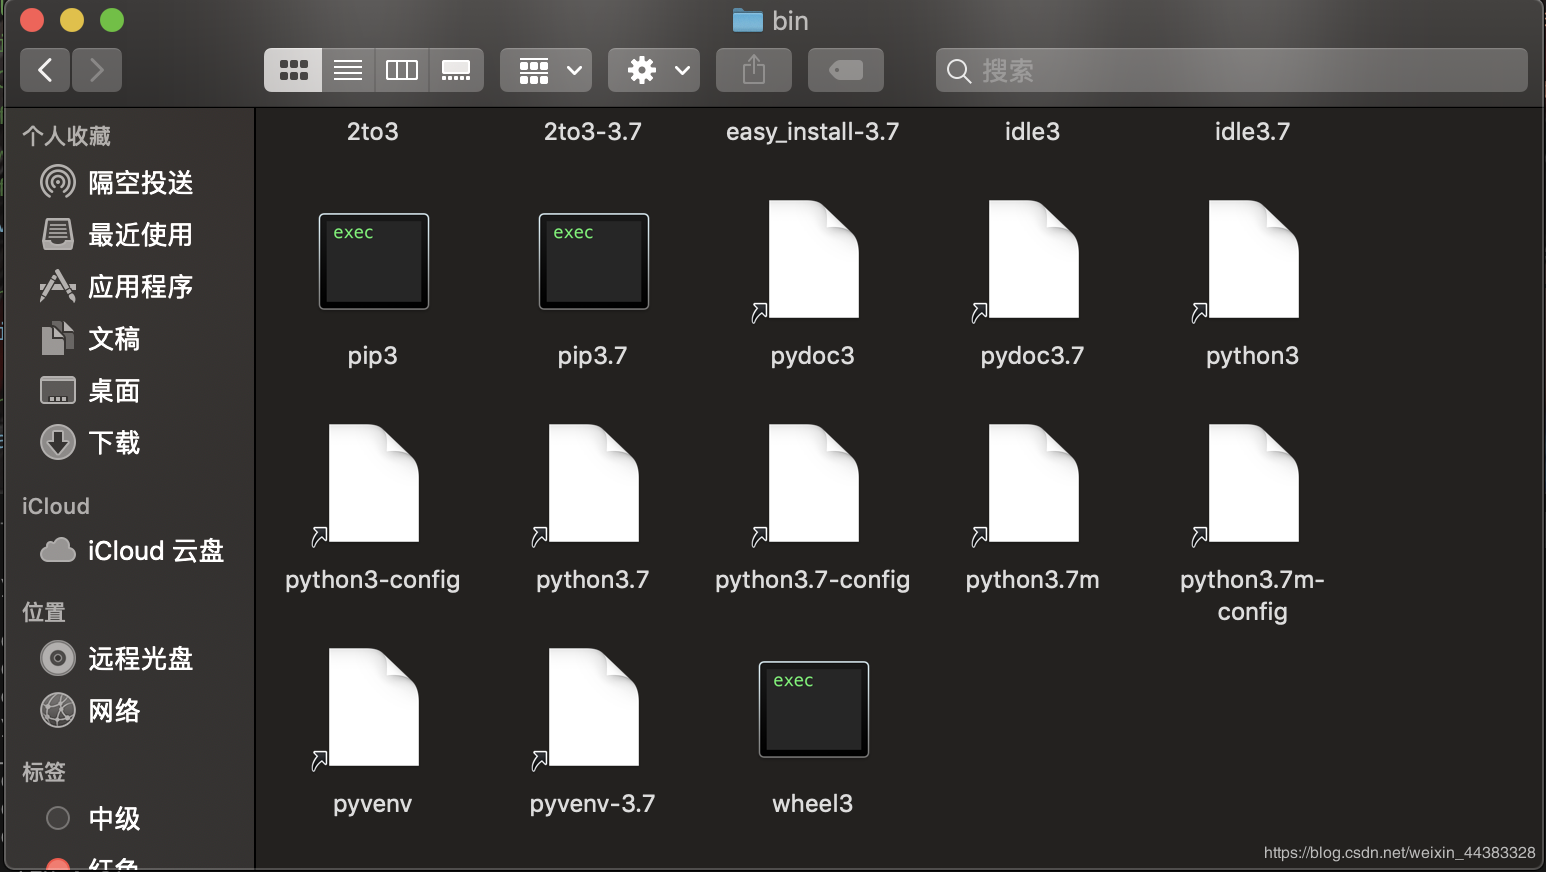 bin
搜索
个人收藏
隔空投送
最近使用
应用程序
文稿
桌面
下载
iCloud
iCloud 云盘
位置
远程光盘
网络
标签
中级
红色
2to3
2to3-3.7
easy_install-3.7
idle3
idle3.7
exec
exec
pip3
pip3.7
pydoc3
pydoc3.7
python3
python3-config
python3.7
python3.7-config
python3.7m
python3.7m-
config
exec
pyvenv
pyvenv-3.7
wheel3
https://blog.csdn.net/weixin_44383328